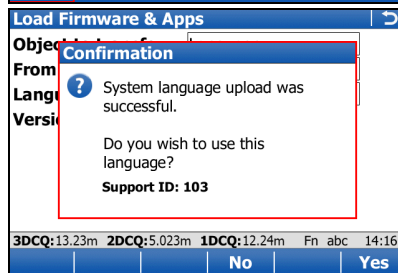 Load Firmware & Apps
Confirmation
From
System language upload was
successful.
Do you wish to use this
language?
Support ID: 103
3DCQ:13.23m 2DCQ:5.023m 1DCQ:12.24m Fn abc 14:16
No Yes